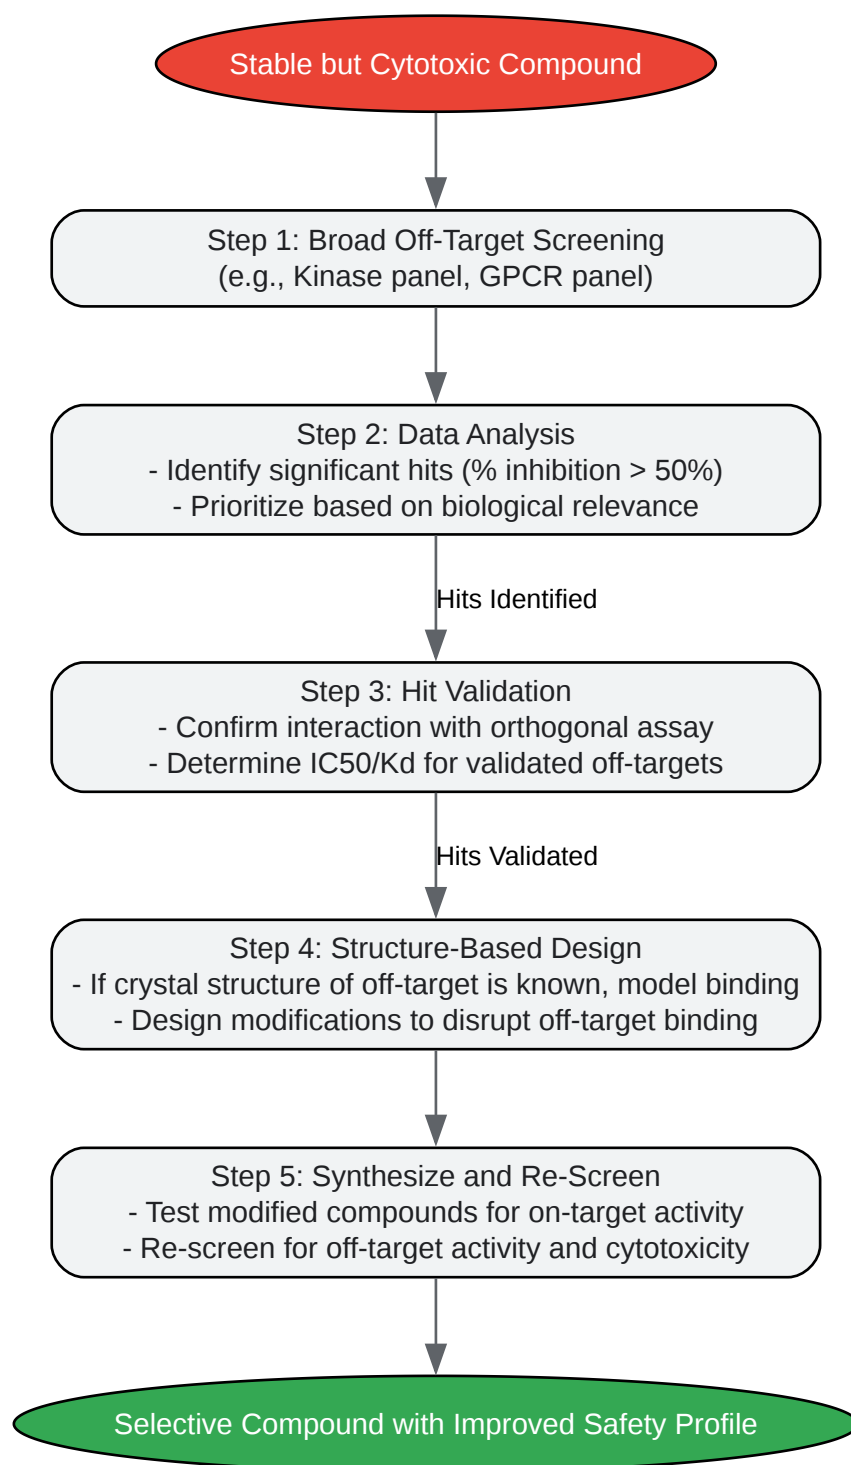 Stable but Cytotoxic Compound
Step 1: Broad Off-Target Screening
(e.g., Kinase panel, GPCR panel)
Step 2: Data Analysis
- Identify significant hits (% inhibition > 50%)
- Prioritize based on biological relevance
Hits Identified
Step 3: Hit Validation
- Confirm interaction with orthogonal assay
- Determine IC50/Kd for validated off-targets
Hits Validated
Step 4: Structure-Based Design
- If crystal structure of off-target is known, model binding
- Design modifications to disrupt off-target binding
Step 5: Synthesize and Re-Screen
- Test modified compounds for on-target activity
- Re-screen for off-target activity and cytotoxicity
Selective Compound with Improved Safety Profile